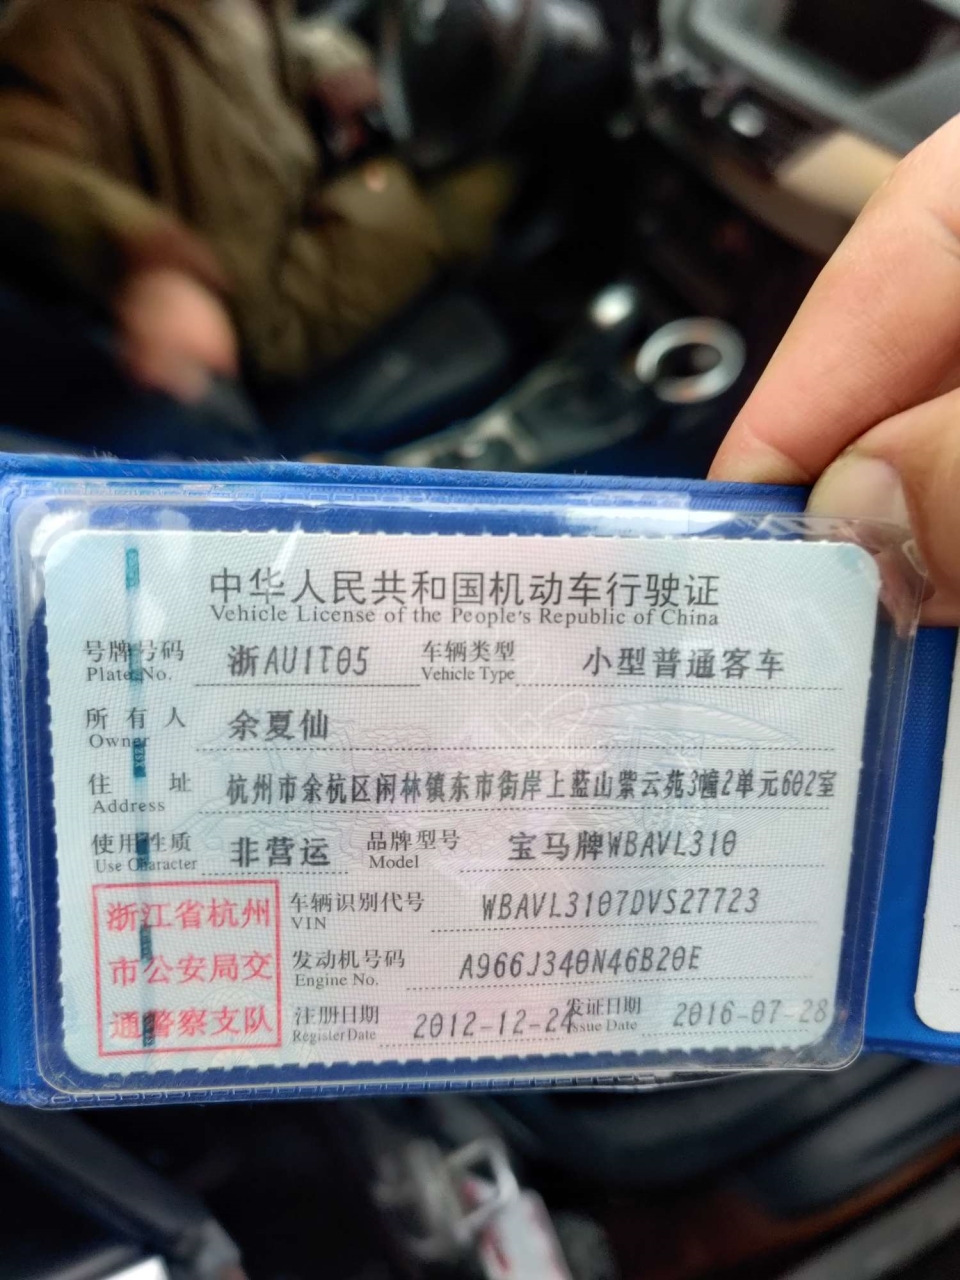 中华人民共和国机动车行驶证
Vehicle License of the People's Republic of China
号牌号码 浙AU1T05 车辆类型 小型普通客车
Plate No. Vehicle Type
所有人 余夏仙
Owner
住址 杭州市余杭区闲林镇东市街岸上蓝山紫云苑3幢2单元602室
Address
使用性质 非营运 品牌型号 宝马牌WBAVL310
Use Character Model
浙江省杭州
市公安局交
通警察支队
车辆识别代号 WBAVL3107DVS27723
VIN
发动机号码 A966J340N46B20E
Engine No.
注册日期 2012-12-24 发证日期 2016-07-28
Register Date Issue Date